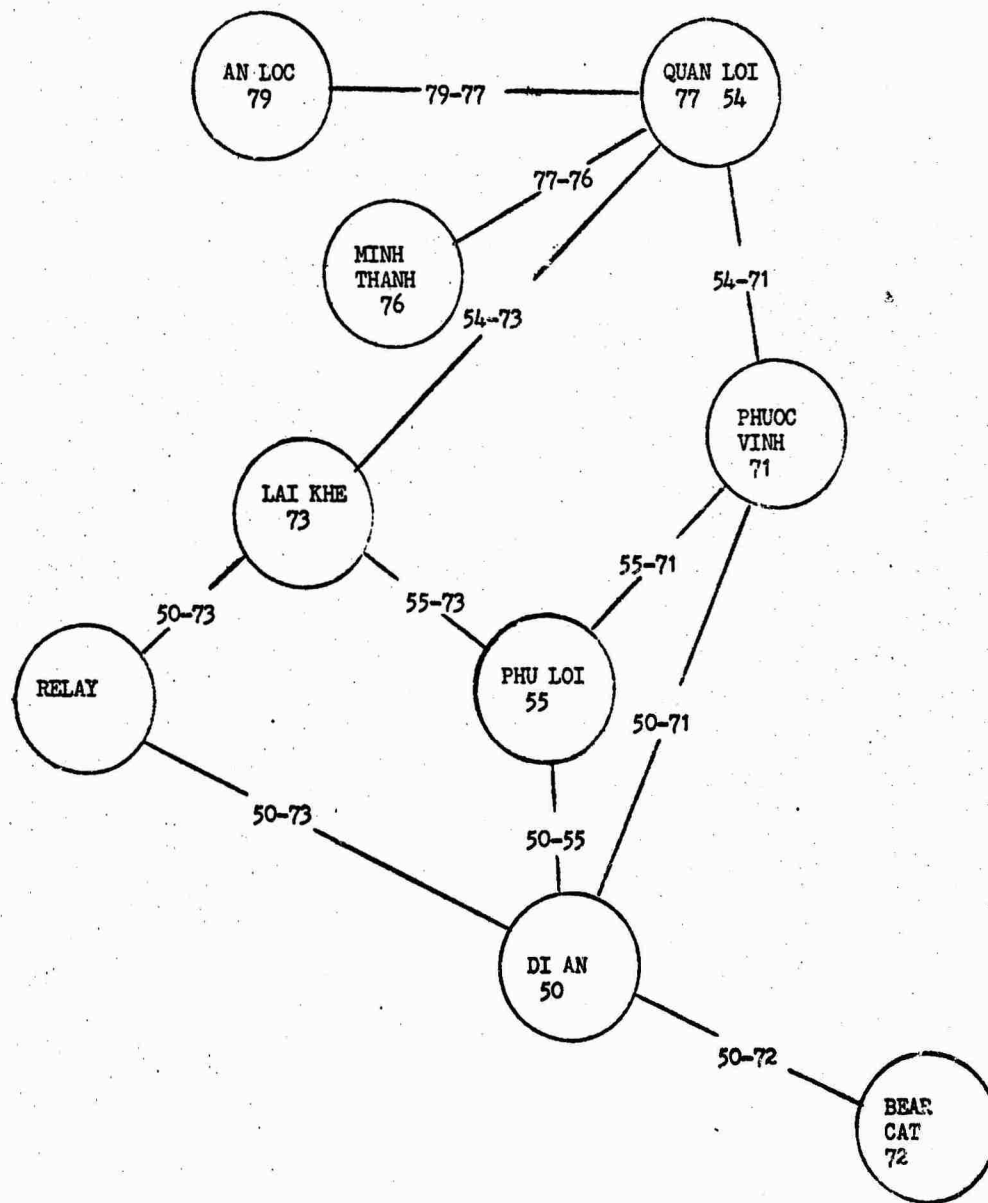 AN LOC
79
79-77
QUAN LOI
77 54
77-76
MINH
THANH
76
54-73
54-71
PHUOC
VINH
71
LAI KHE
73
55-71
50-73
55-73
RELAY
PHU LOI
55
50-71
50-73
50-55
DI AN
50
50-72
BEAR
CAT
72